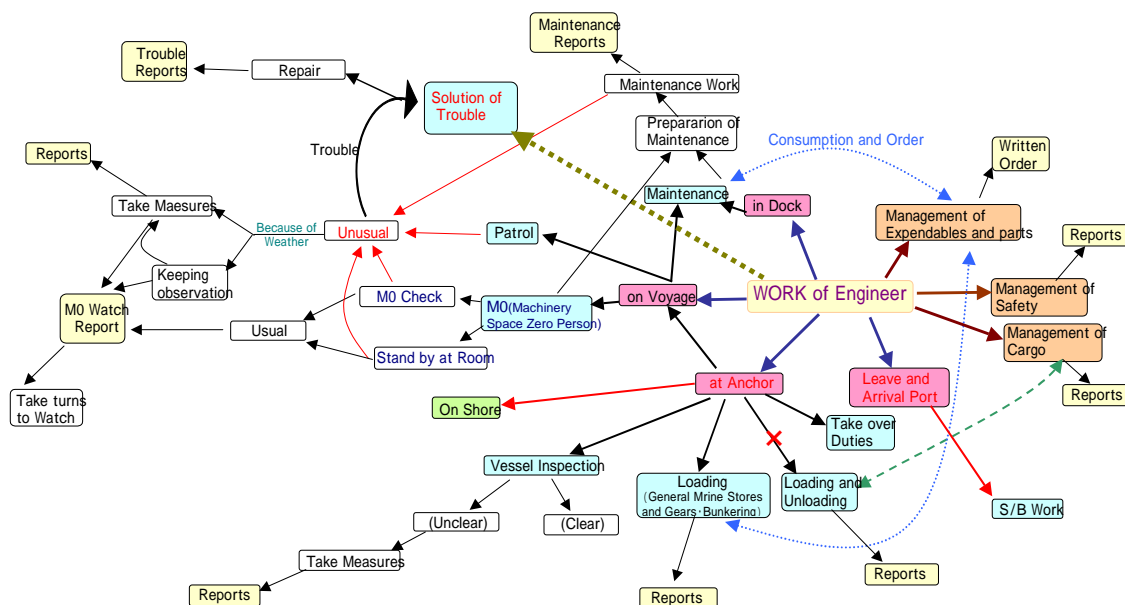 Maintenance
Reports
Trouble
Reports
Repair
Maintenance Work
Solution of
Trouble
Prepararion of
Maintenance
Consumption and Order
Written
Order
Trouble
Reports
Maintenance
in Dock
Take Maesures
Because of
Weather
Unusual
Patrol
Management of
Expendables and parts
Reports
Keeping
observation
M0 Check
M0(Machinery
Space Zero Person)
on Voyage
WORK of Engineer
Management of
Safety
M0 Watch
Report
Usual
Stand by at Room
Management of
Cargo
Take turns
to Watch
at Anchor
Leave and
Arrival Port
Reports
On Shore
Take over
Duties
Vessel Inspection
Loading
(General Mrine Stores
and Gears・Bunkering)
Loading and
Unloading
S/B Work
(Unclear)
(Clear)
Take Measures
Reports
Reports
Reports